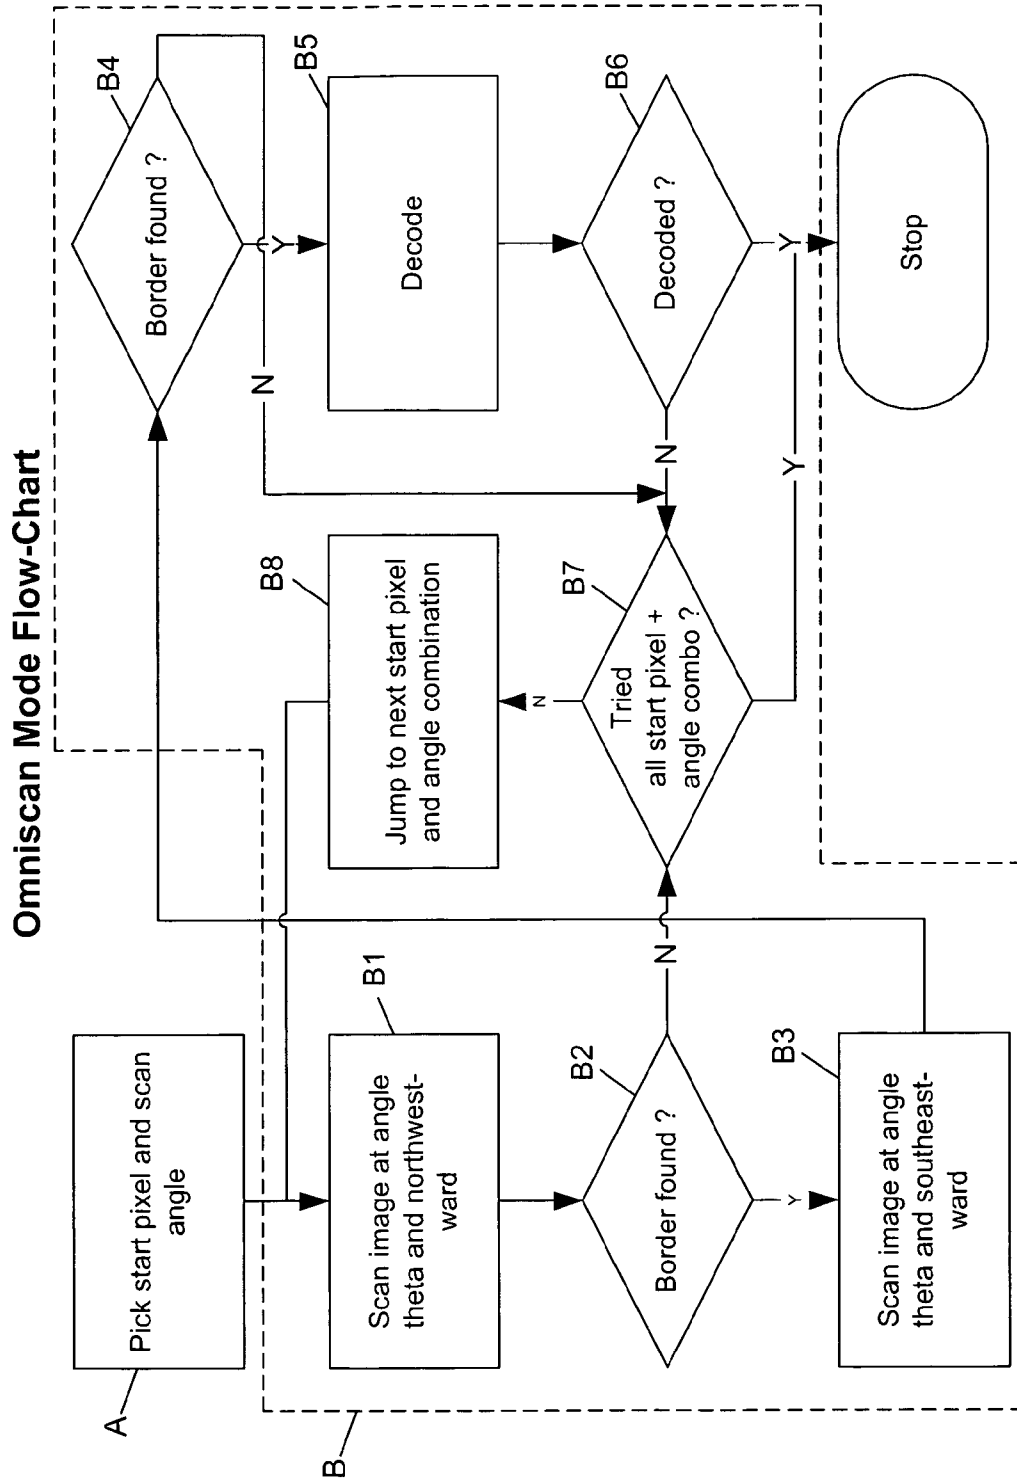 Omniscan Mode Flow-Chart
A
Pick start pixel and scan
angle
B
B1
Scan image at angle
theta and northwest-
ward
B2
Border found ?
N
Y
B3
Scan image at angle
theta and southeast-
ward
B8
Jump to next start pixel
and angle combination
N
B7
Tried
all start pixel +
angle combo ?
Y
B4
Border found ?
N
Y
B5
Decode
B6
Decoded ?
N
Y
Stop